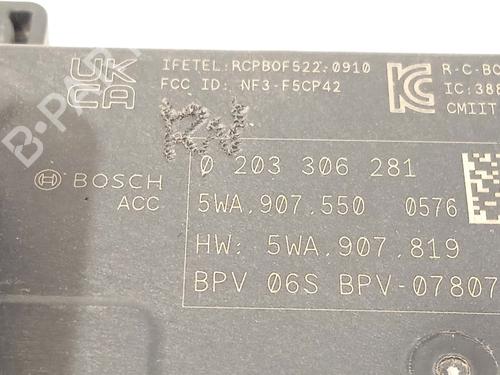 IFETEL:RCPBOF522-0910
FCC ID: NF3-F5CP42
R-C-BO
IC:388
CMIIT
UK
CA
RW
0 203 306 281
BOSCH
ACC
5WA.907.550 0576
HW: 5WA.907.819
BPV 06S BPV-07807
B-PARTS